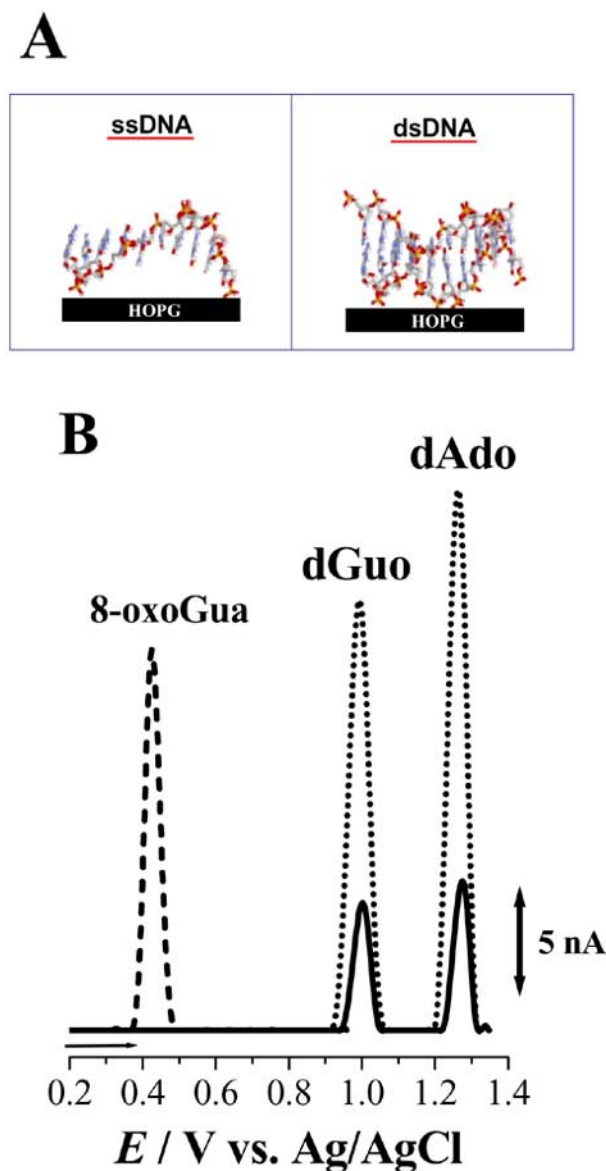 A
ssDNA
dsDNA
HOPG
HOPG
B
dAdo
dGuo
8-oxoGua
5 nA
0.2 0.4 0.6 0.8 1.0 1.2 1.4
E / V vs. Ag/AgCl